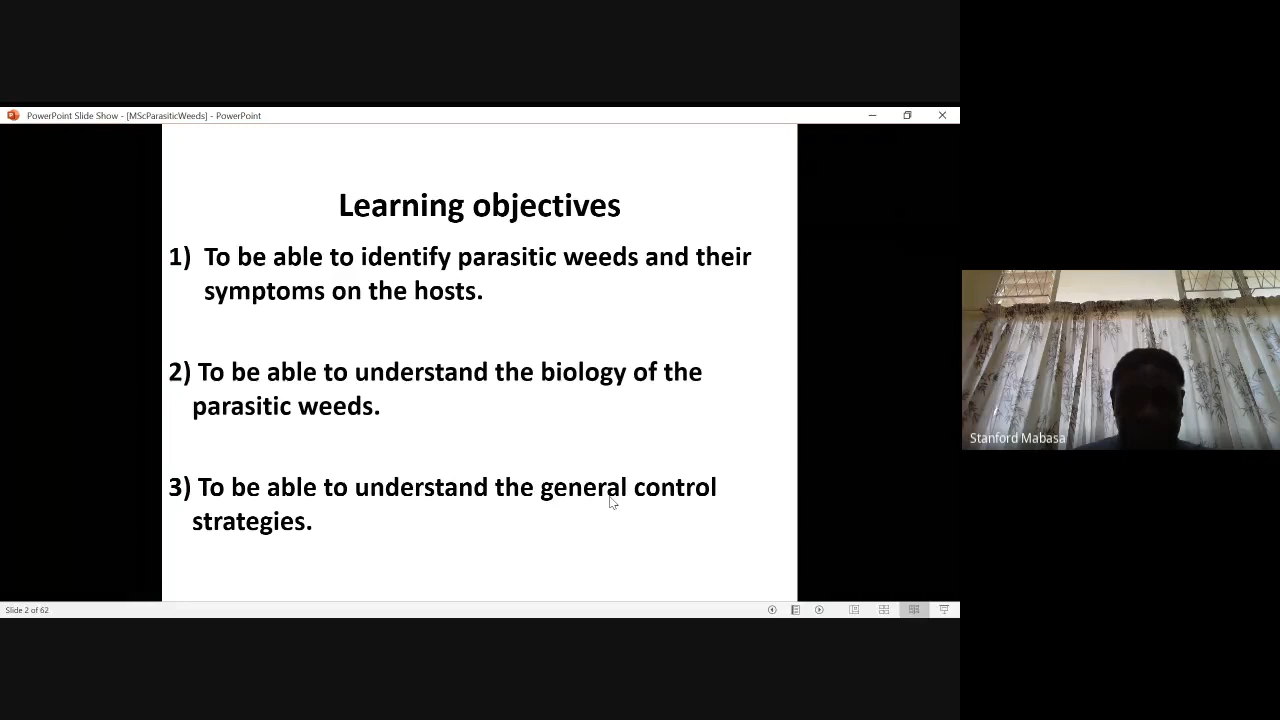 PowerPoint Slide Show - [MScParasiticWeeds] - PowerPoint
Learning objectives
1) To be able to identify parasitic weeds and their
symptoms on the hosts.
2) To be able to understand the biology of the
parasitic weeds.
3) To be able to understand the general control
strategies.
Slide 2 of 62
Stanford Mabasa